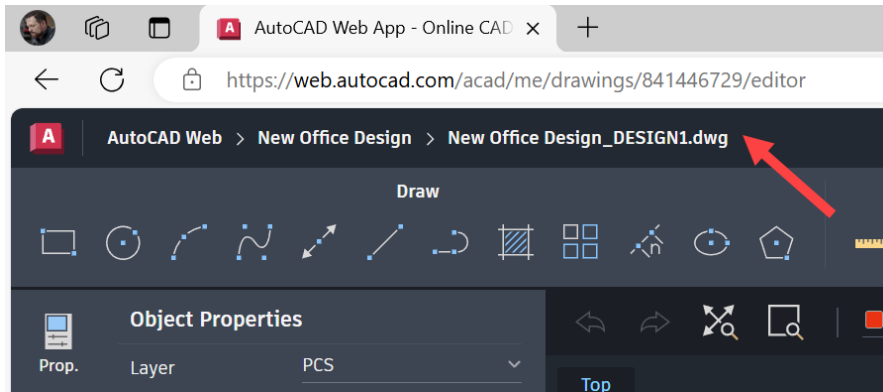 AutoCAD Web App - Online CAD
https://web.autocad.com/acad/me/drawings/841446729/editor
A AutoCAD Web > New Office Design > New Office Design_DESIGN1.dwg
Draw
n
Object Properties
Prop.
Layer PCS
Top